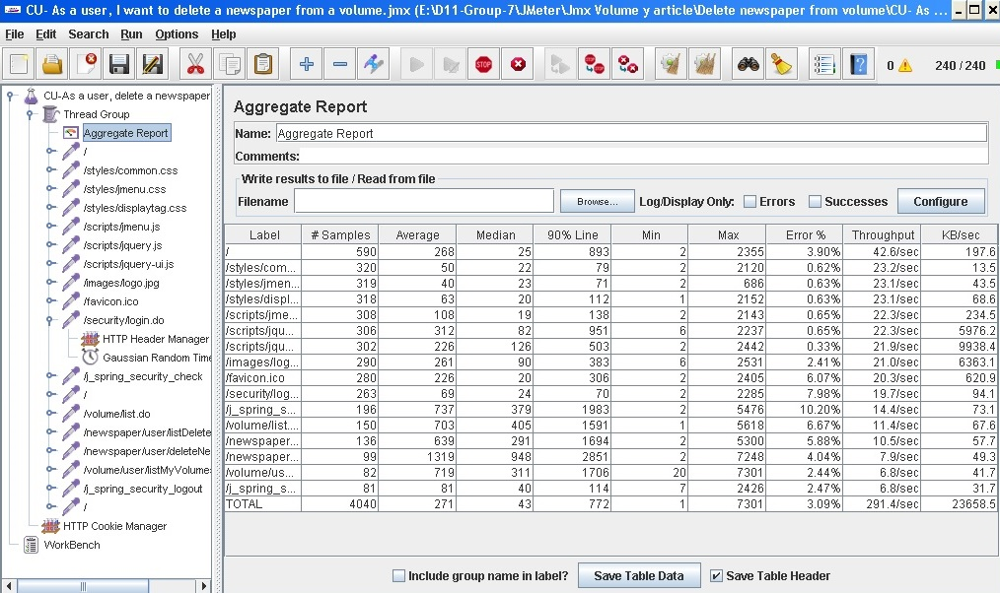 CU- As a user, I want to delete a newspaper from a volume.jmx (E:\D11-Group-7\JMeter\Jmx Volume y article\Delete newspaper from volume\CU- As ...
File Edit Search Run Options Help
STOP STOP ? 0 240 / 240
CU-As a user, delete a newspaper
Thread Group
Aggregate Report
/
/styles/common.css
/styles/jmenu.css
/styles/displaytag.css
/scripts/jmenu.js
/scripts/jquery.js
/scripts/jquery-ui.js
/images/logo.jpg
/favicon.ico
/security/login.do
HTTP Header Manager
Gaussian Random Time
/j_spring_security_check
/
/volume/list.do
/newspaper/user/listDelete
/newspaper/user/deleteNe
/volume/user/listMyVolumes
/j_spring_security_logout
/
HTTP Cookie Manager
WorkBench
Aggregate Report
Name: Aggregate Report
Comments:
Write results to file / Read from file
Filename Browse... Log/Display Only: Errors Successes Configure
Label # Samples Average Median 90% Line Min Max Error % Throughput KB/sec
/ 590 268 25 893 2 2355 3.90% 42.6/sec 197.6
/styles/com... 320 50 22 79 2 2120 0.62% 23.2/sec 13.5
/styles/jmen... 319 40 23 71 2 686 0.63% 23.1/sec 43.5
/styles/displ... 318 63 20 112 1 2152 0.63% 23.1/sec 68.6
/scripts/jme... 308 108 19 138 2 2143 0.65% 22.3/sec 234.5
/scripts/jqu... 306 312 82 951 6 2237 0.65% 22.3/sec 5976.2
/scripts/jqu... 302 226 126 503 2 2442 0.33% 21.9/sec 9938.4
/images/log... 290 261 90 383 6 2531 2.41% 21.0/sec 6363.1
/favicon.ico 280 226 20 306 2 2405 6.07% 20.3/sec 620.9
/security/log... 263 69 24 70 2 2285 7.98% 19.7/sec 94.1
/j_spring_s... 196 737 379 1983 2 5476 10.20% 14.4/sec 73.1
/volume/list.... 150 703 405 1591 1 5618 6.67% 11.4/sec 67.6
/newspaper... 136 639 291 1694 2 5300 5.88% 10.5/sec 57.7
/newspaper... 99 1319 948 2851 2 7248 4.04% 7.9/sec 49.3
/volume/us... 82 719 311 1706 20 7301 2.44% 6.8/sec 41.7
/j_spring_s... 81 81 40 114 7 2426 2.47% 6.8/sec 31.7
TOTAL 4040 271 43 772 1 7301 3.09% 291.4/sec 23658.5
Include group name in label? Save Table Data Save Table Header